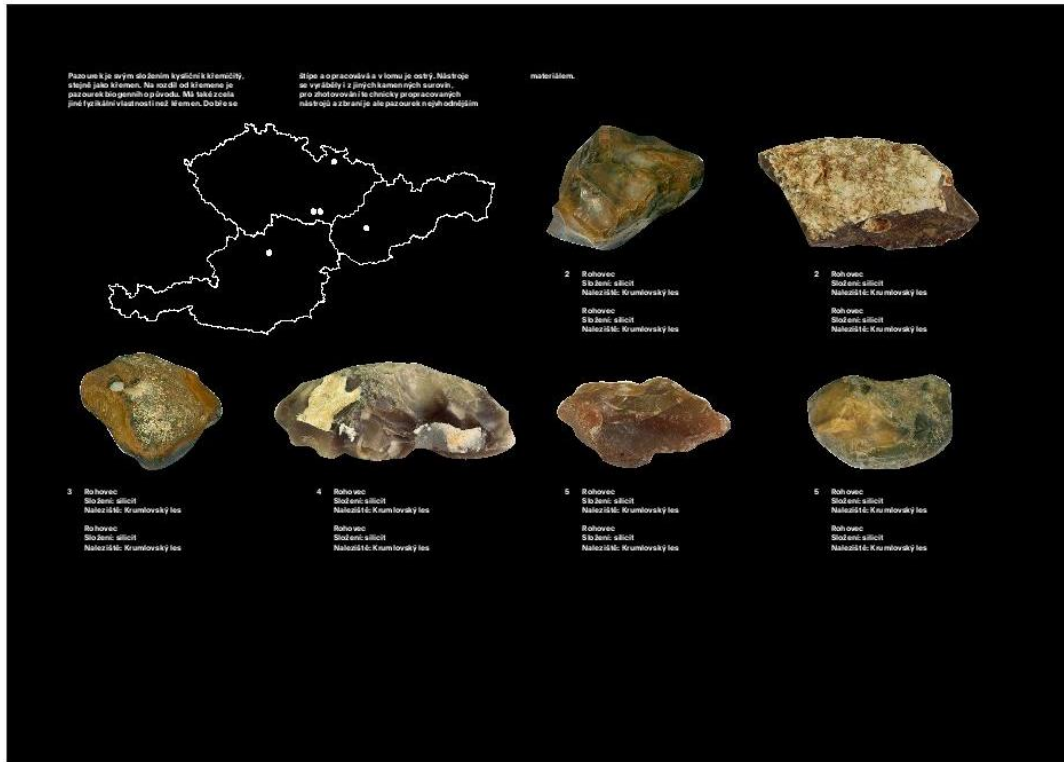 Pazourek je svým složením kysličník křemičitý,
stejně jako křemen. Na rozdíl od křemene je
pazourek biogenního původu. Má také zcela
jiné fyzikální vlastnosti než křemen. Dobře se
štípe a opracovává a v lomu je ostrý. Nástroje
se vyráběly i z jiných kamenných surovin,
pro zhotovování technicky propracovaných
nástrojů a zbraní je ale pazourek nejvhodnějším
materiálem.
2 Rohovec
Složení: silicit
Naleziště: Krumlovský les
Rohovec
Složení: silicit
Naleziště: Krumlovský les
2 Rohovec
Složení: silicit
Naleziště: Krumlovský les
Rohovec
Složení: silicit
Naleziště: Krumlovský les
3 Rohovec
Složení: silicit
Naleziště: Krumlovský les
Rohovec
Složení: silicit
Naleziště: Krumlovský les
4 Rohovec
Složení: silicit
Naleziště: Krumlovský les
Rohovec
Složení: silicit
Naleziště: Krumlovský les
5 Rohovec
Složení: silicit
Naleziště: Krumlovský les
Rohovec
Složení: silicit
Naleziště: Krumlovský les
5 Rohovec
Složení: silicit
Naleziště: Krumlovský les
Rohovec
Složení: silicit
Naleziště: Krumlovský les